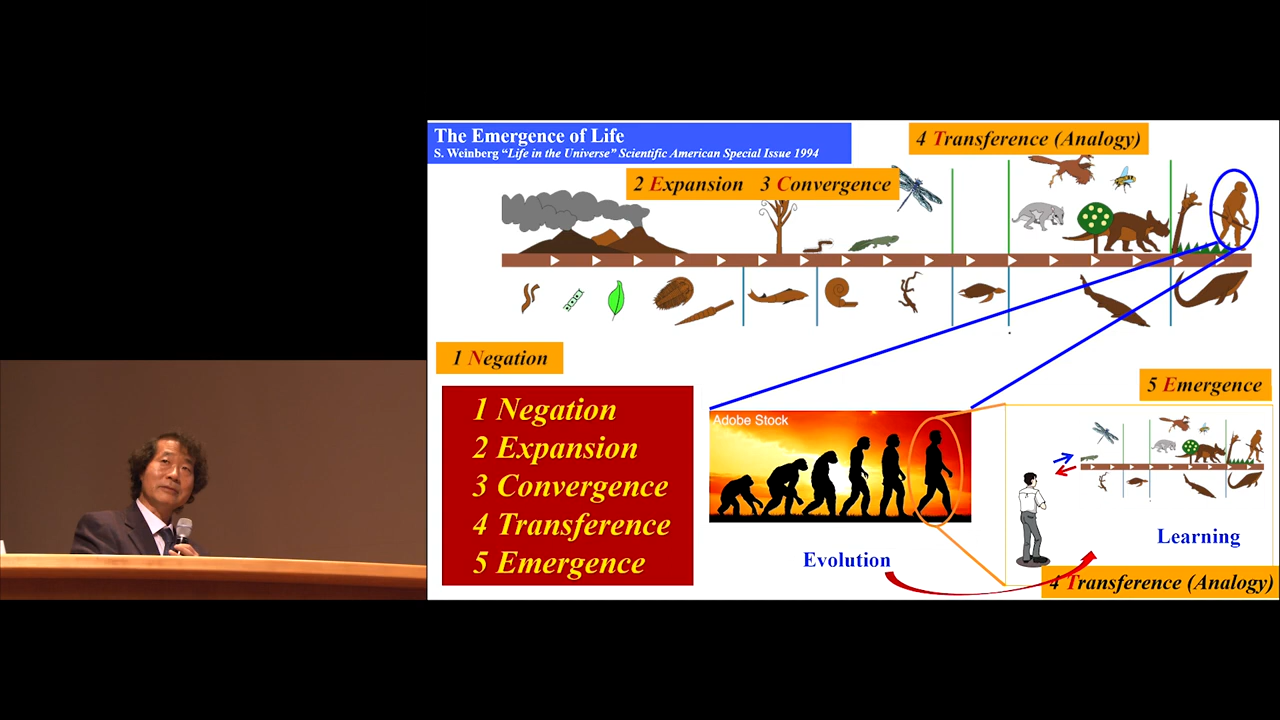 The Emergence of Life
S. Weinberg “Life in the Universe” Scientific American Special Issue 1994
4 Transference (Analogy)
2 Expansion 3 Convergence
1 Negation
5 Emergence
1 Negation
2 Expansion
3 Convergence
4 Transference
5 Emergence
Adobe Stock
Learning
Evolution
4 Transference (Analogy)